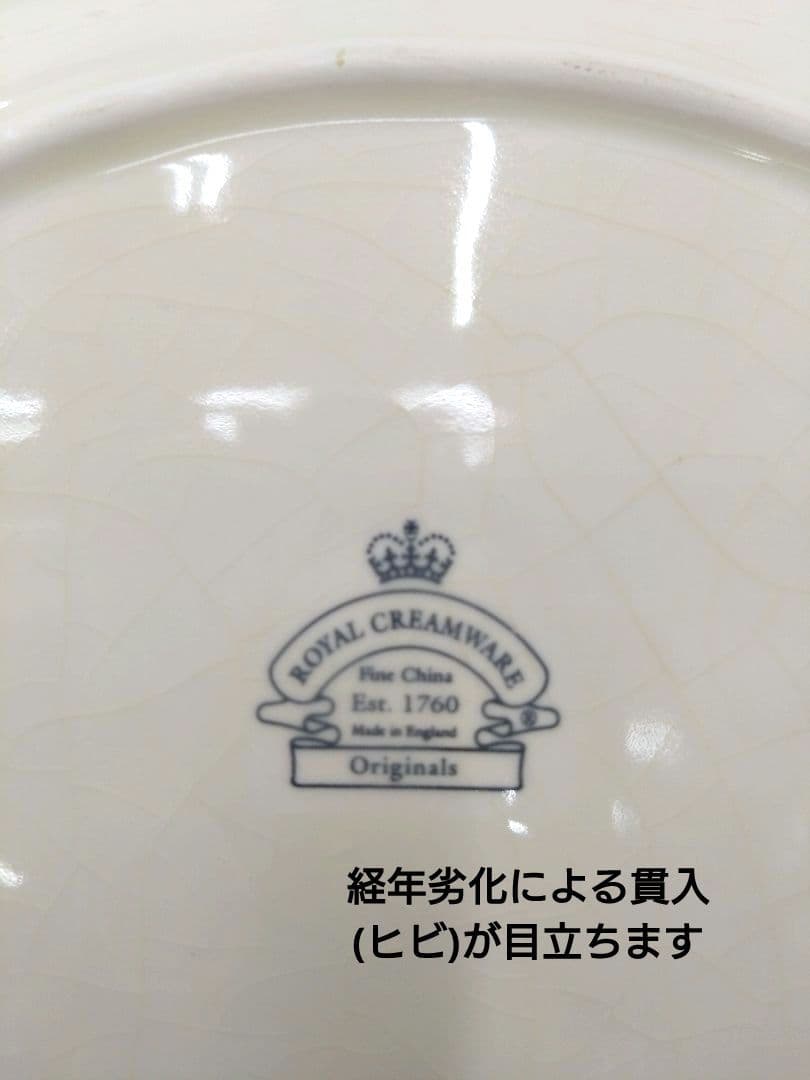 ROYAL CREAMWARE
Fine China
Est. 1760
Made in England
®
Originals
経年劣化による貫入
(ヒビ)が目立ちます